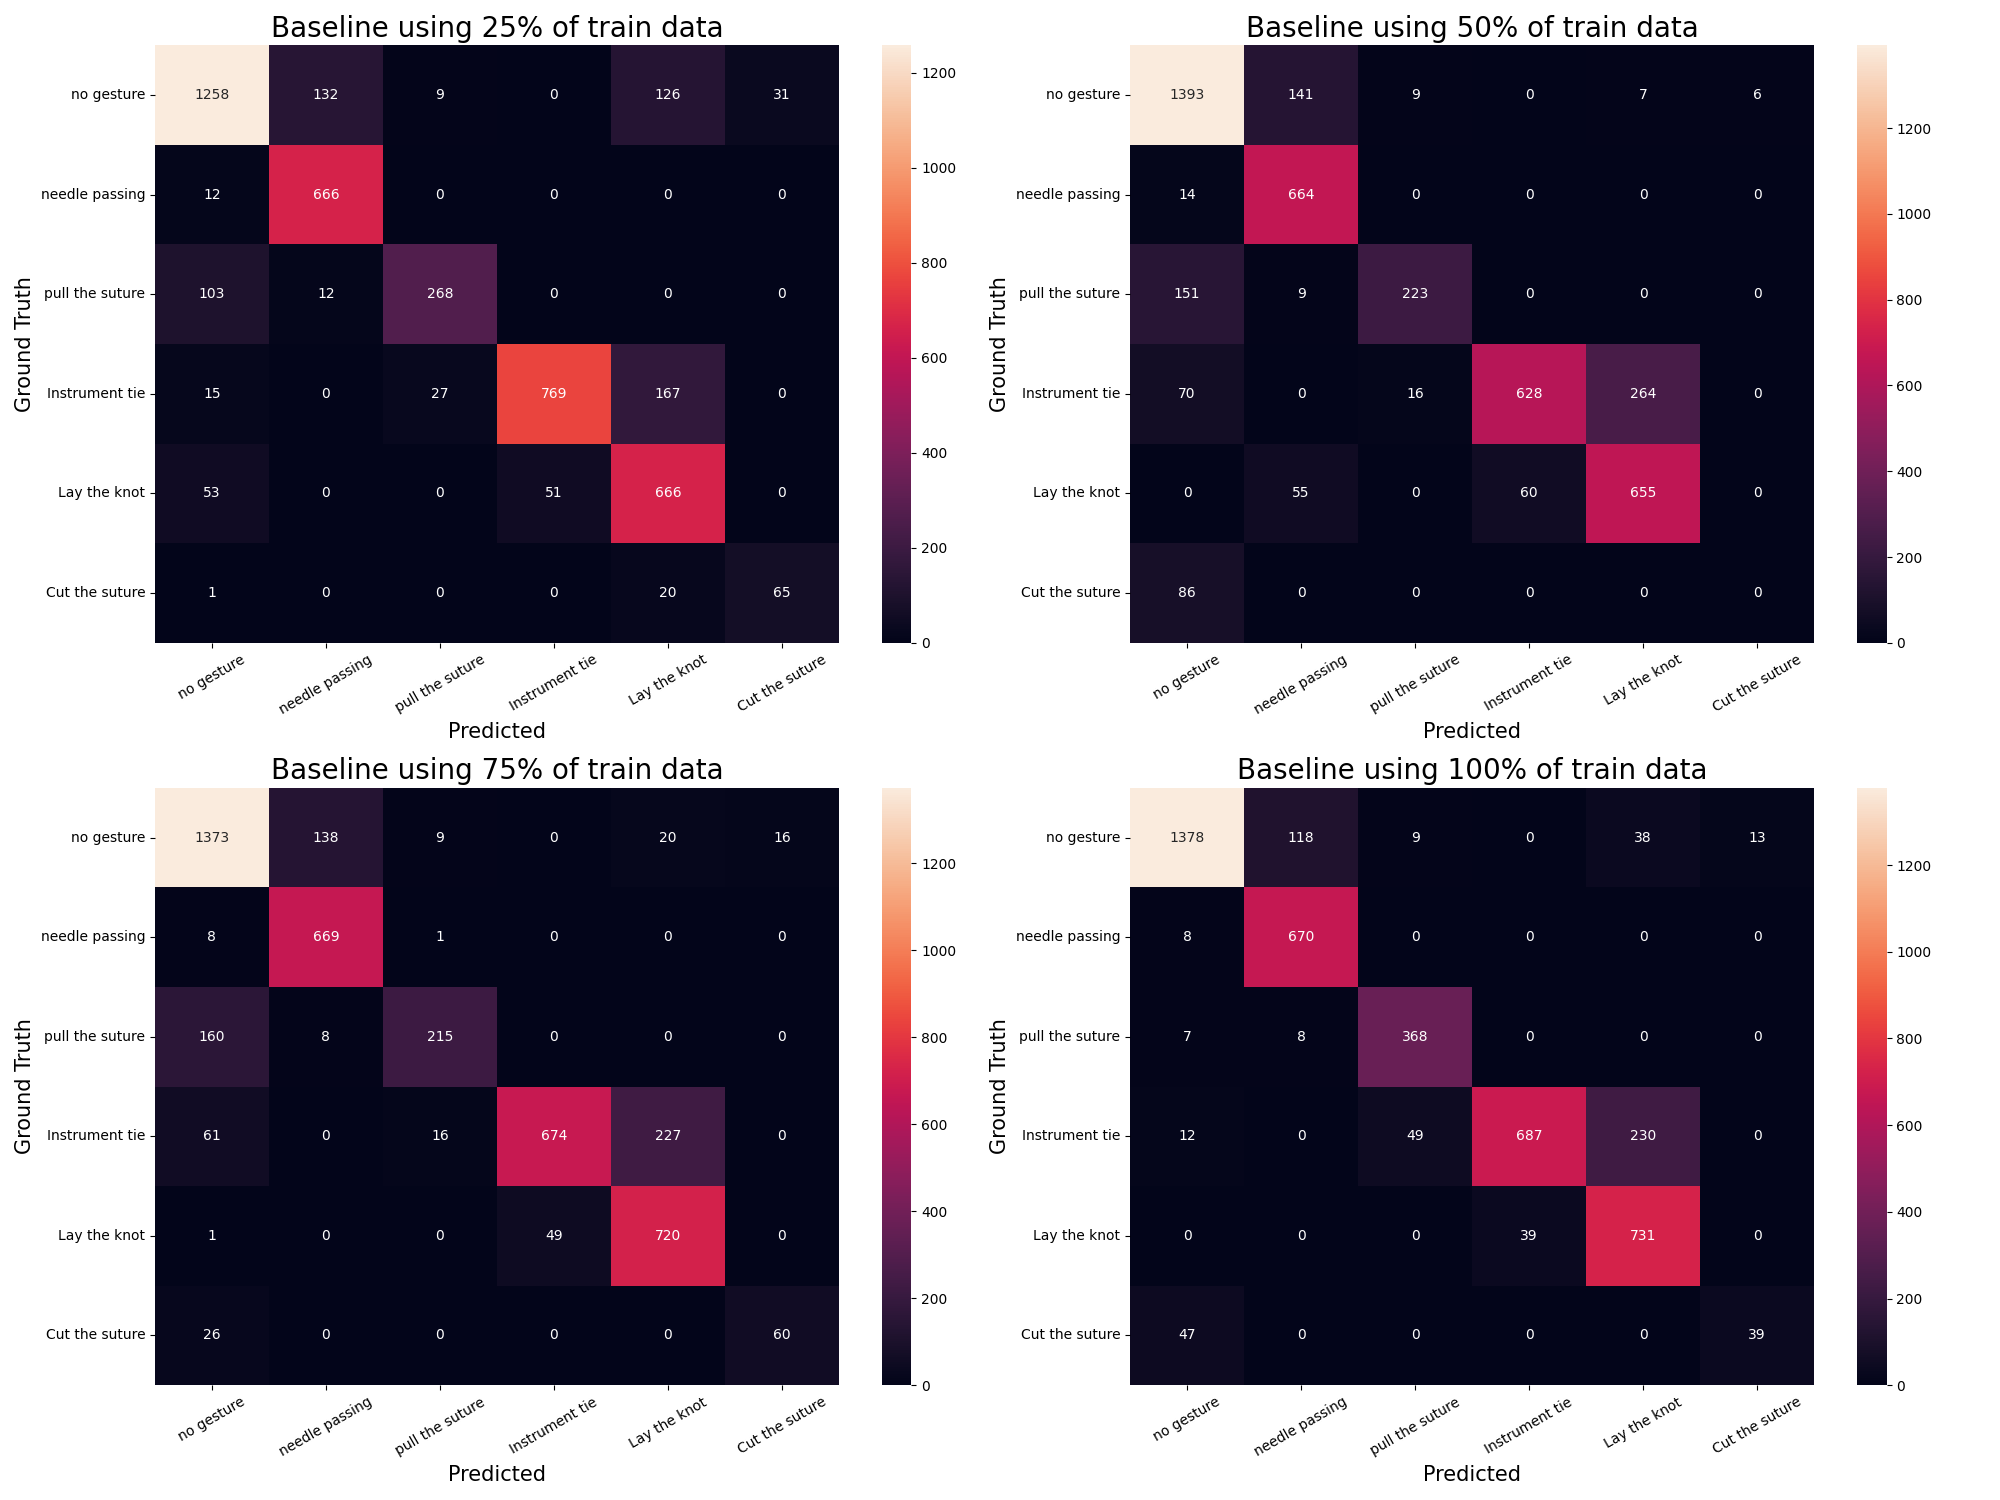 Baseline using 25% of train data
no gesture 1258 132 9 0 126 31
needle passing 12 666 0 0 0 0
pull the suture 103 12 268 0 0 0
Instrument tie 15 0 27 769 167 0
Lay the knot 53 0 0 51 666 0
Cut the suture 1 0 0 0 20 65
Ground Truth
no gesture needle passing pull the suture Instrument tie Lay the knot Cut the suture
Predicted
1200
1000
800
600
400
200
0
Baseline using 50% of train data
no gesture 1393 141 9 0 7 6
needle passing 14 664 0 0 0 0
pull the suture 151 9 223 0 0 0
Instrument tie 70 0 16 628 264 0
Lay the knot 0 55 0 60 655 0
Cut the suture 86 0 0 0 0 0
Ground Truth
no gesture needle passing pull the suture Instrument tie Lay the knot Cut the suture
Predicted
1200
1000
800
600
400
200
0
Baseline using 75% of train data
no gesture 1373 138 9 0 20 16
needle passing 8 669 1 0 0 0
pull the suture 160 8 215 0 0 0
Instrument tie 61 0 16 674 227 0
Lay the knot 1 0 0 49 720 0
Cut the suture 26 0 0 0 0 60
Ground Truth
no gesture needle passing pull the suture Instrument tie Lay the knot Cut the suture
Predicted
1200
1000
800
600
400
200
0
Baseline using 100% of train data
no gesture 1378 118 9 0 38 13
needle passing 8 670 0 0 0 0
pull the suture 7 8 368 0 0 0
Instrument tie 12 0 49 687 230 0
Lay the knot 0 0 0 39 731 0
Cut the suture 47 0 0 0 0 39
Ground Truth
no gesture needle passing pull the suture Instrument tie Lay the knot Cut the suture
Predicted
1200
1000
800
600
400
200
0